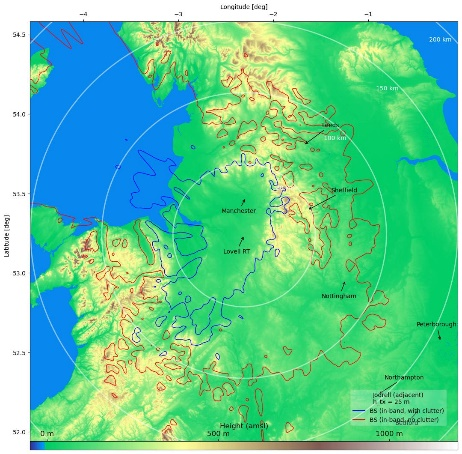 Longitude [deg]
−4 −3 −2 −1
54.5
200 km
150 km
54.0
Leeds
100 km
53.5
Sheffield
Manchester
Latitude [deg]
Lovell RT
53.0
Nottingham
Peterborough
52.5
Northampton
Jodrell (adjacent)
h_tx = 25 m
BS (in-band, with clutter)
BS (in-band, no clutter)
52.0
Height (amsl)
0 m 500 m 1000 m